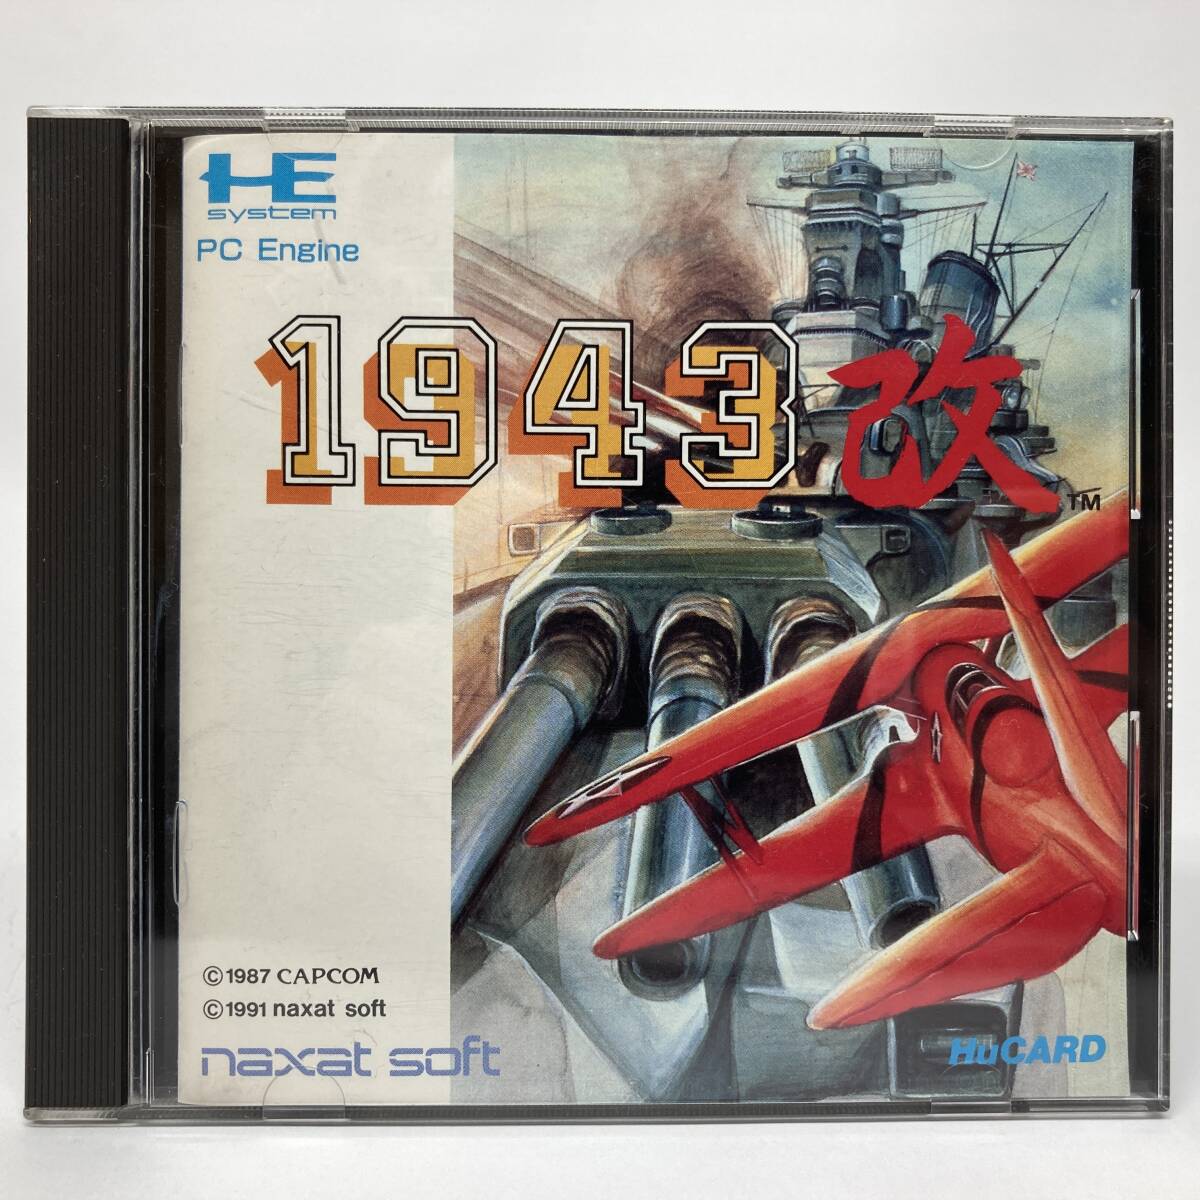 HE
system
PC Engine
1943改
TM
©1987 CAPCOM
©1991 naxat soft
naxat soft
HuCARD